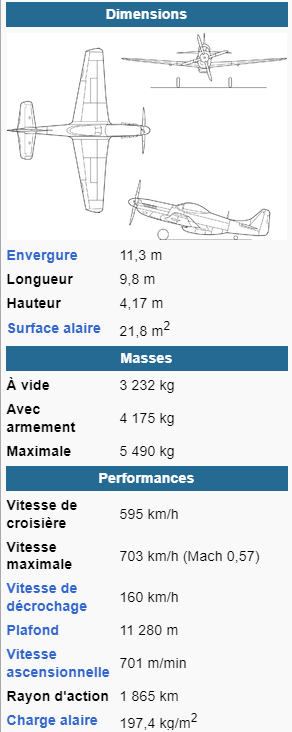 Dimensions
Envergure 11,3 m
Longueur 9,8 m
Hauteur 4,17 m
Surface alaire 21,8 m²
Masses
À vide 3 232 kg
Avec
armement 4 175 kg
Maximale 5 490 kg
Performances
Vitesse de
croisière 595 km/h
Vitesse
maximale 703 km/h (Mach 0,57)
Vitesse de
décrochage 160 km/h
Plafond 11 280 m
Vitesse
ascensionnelle 701 m/min
Rayon d'action 1 865 km
Charge alaire 197,4 kg/m²